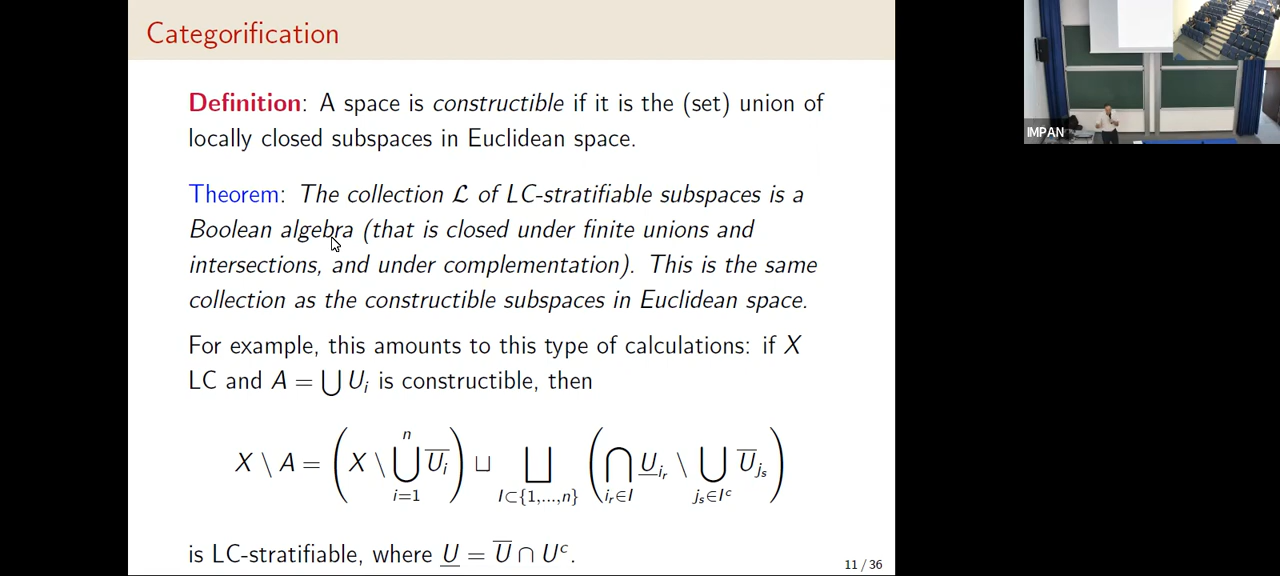 Categorification
Definition: A space is constructible if it is the (set) union of
locally closed subspaces in Euclidean space.
Theorem: The collection ℒ of LC-stratifiable subspaces is a
Boolean algebra (that is closed under finite unions and
intersections, and under complementation). This is the same
collection as the constructible subspaces in Euclidean space.
For example, this amounts to this type of calculations: if X
LC and A = ⋃ U_i is constructible, then
X \ A = ( X \ ⋃_{i=1}^{n} \overline{U_i} ) ⊔ ⨆_{I⊂{1,...,n}} ( ⋂_{i_r∈I} \underline{U}_{i_r} \ ⋃_{j_s∈I^c} \overline{U}_{j_s} )
is LC-stratifiable, where \underline{U} = \overline{U} ∩ U^c.
11 / 36
IMPAN